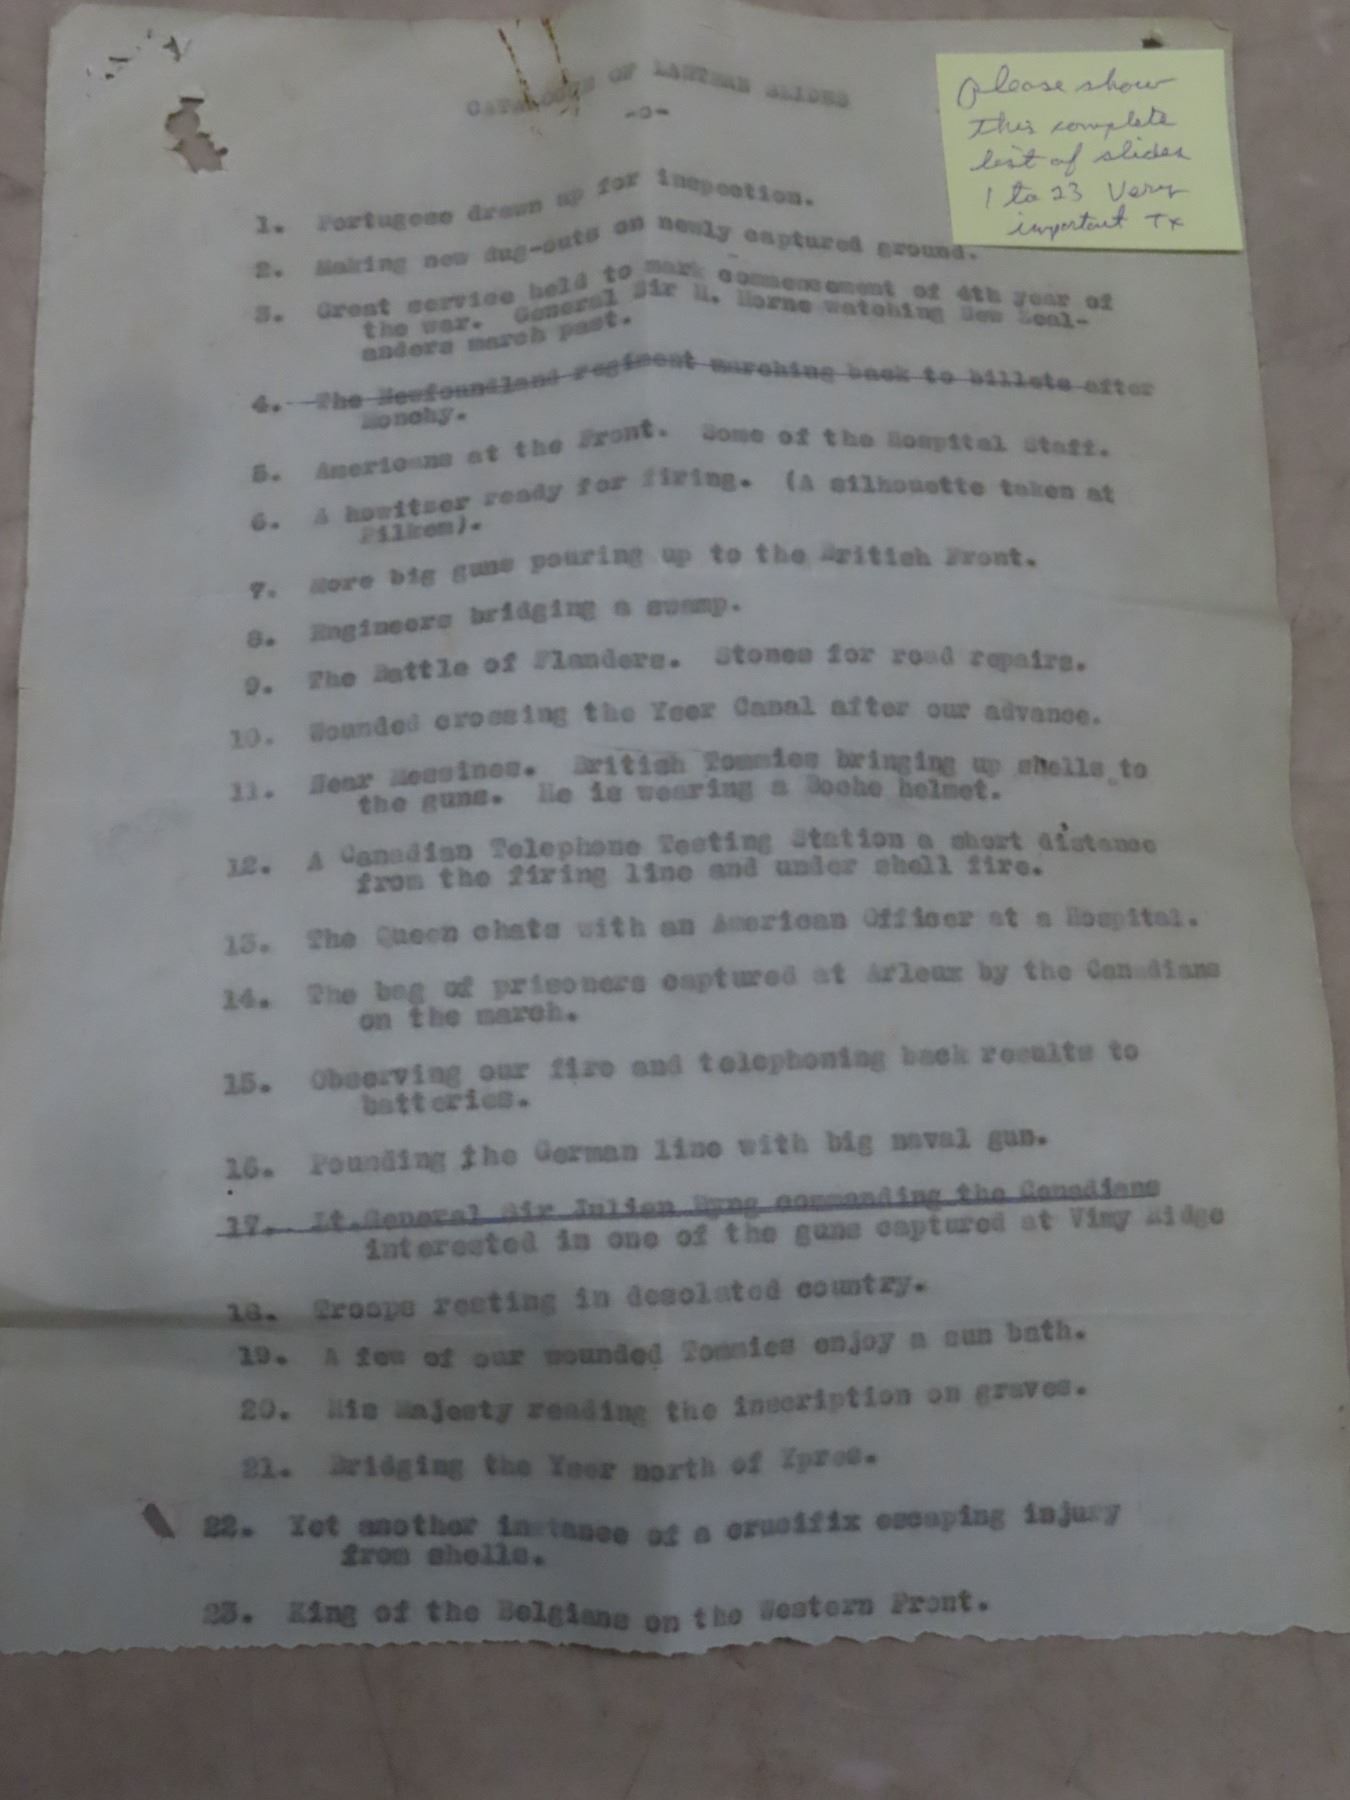 CATALOGUE OF LANTERN SLIDES
-o-
please show
this complete
list of slides
1 to 23 Very
important Tx
1. Portugese drawn up for inspection.
2. Making new dug-outs on newly captured ground.
3. Great service held to mark commencement of 4th year of
the war. General Sir H. Horne watching New Zeal-
anders march past.
4. The Newfoundland regiment marching back to billets after
Monchy.
5. Americans at the Front. Some of the Hospital Staff.
6. A howitzer ready for firing. (A silhouette taken at
Pilkem).
7. More big guns pouring up to the British Front.
8. Engineers bridging a swamp.
9. The Battle of Flanders. Stones for road repairs.
10. Wounded crossing the Yser Canal after our advance.
11. Near Messines. British Tommies bringing up shells to
the guns. He is wearing a Boche helmet.
12. A Canadian Telephone Testing Station a short distance
from the firing line and under shell fire.
13. The Queen chats with an American Officer at a Hospital.
14. The bag of prisoners captured at Arleux by the Canadians
on the march.
15. Observing our fire and telephoning back results to
batteries.
16. Pounding the German line with big naval gun.
17. Lt.General Sir Julian Byng commanding the Canadians
interested in one of the guns captured at Vimy Ridge
18. Troops resting in desolated country.
19. A few of our wounded Tommies enjoy a sun bath.
20. His Majesty reading the inscription on graves.
21. Bridging the Yser north of Ypres.
22. Yet another instance of a crucifix escaping injury
from shells.
23. King of the Belgians on the Western Front.